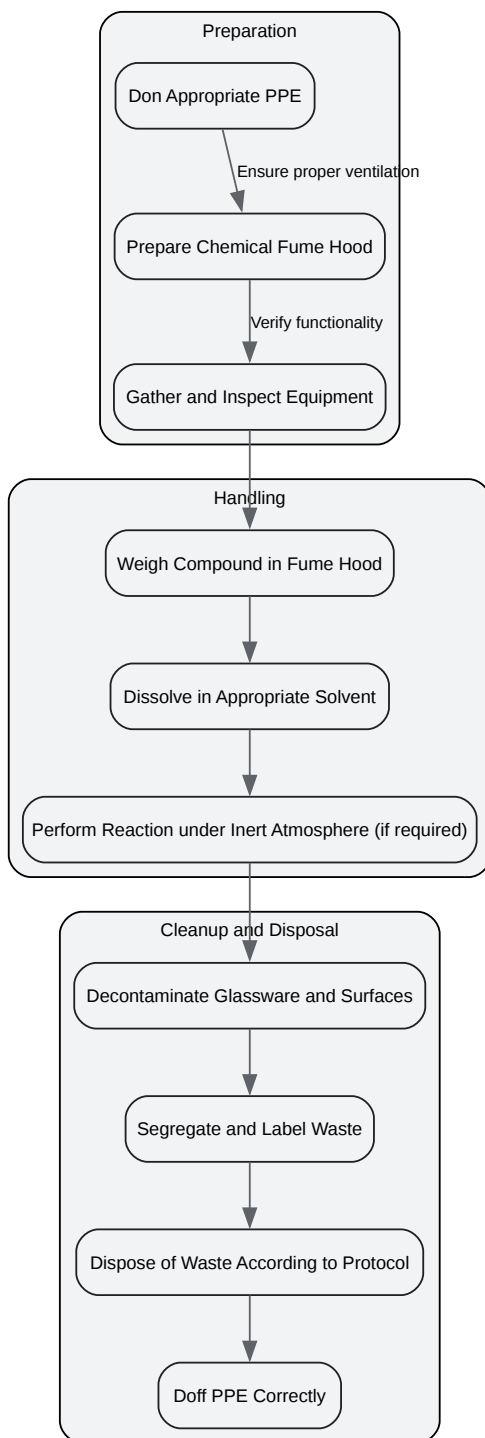 Preparation
Don Appropriate PPE
Ensure proper ventilation
Prepare Chemical Fume Hood
Verify functionality
Gather and Inspect Equipment
Handling
Weigh Compound in Fume Hood
Dissolve in Appropriate Solvent
Perform Reaction under Inert Atmosphere (if required)
Cleanup and Disposal
Decontaminate Glassware and Surfaces
Segregate and Label Waste
Dispose of Waste According to Protocol
Doff PPE Correctly